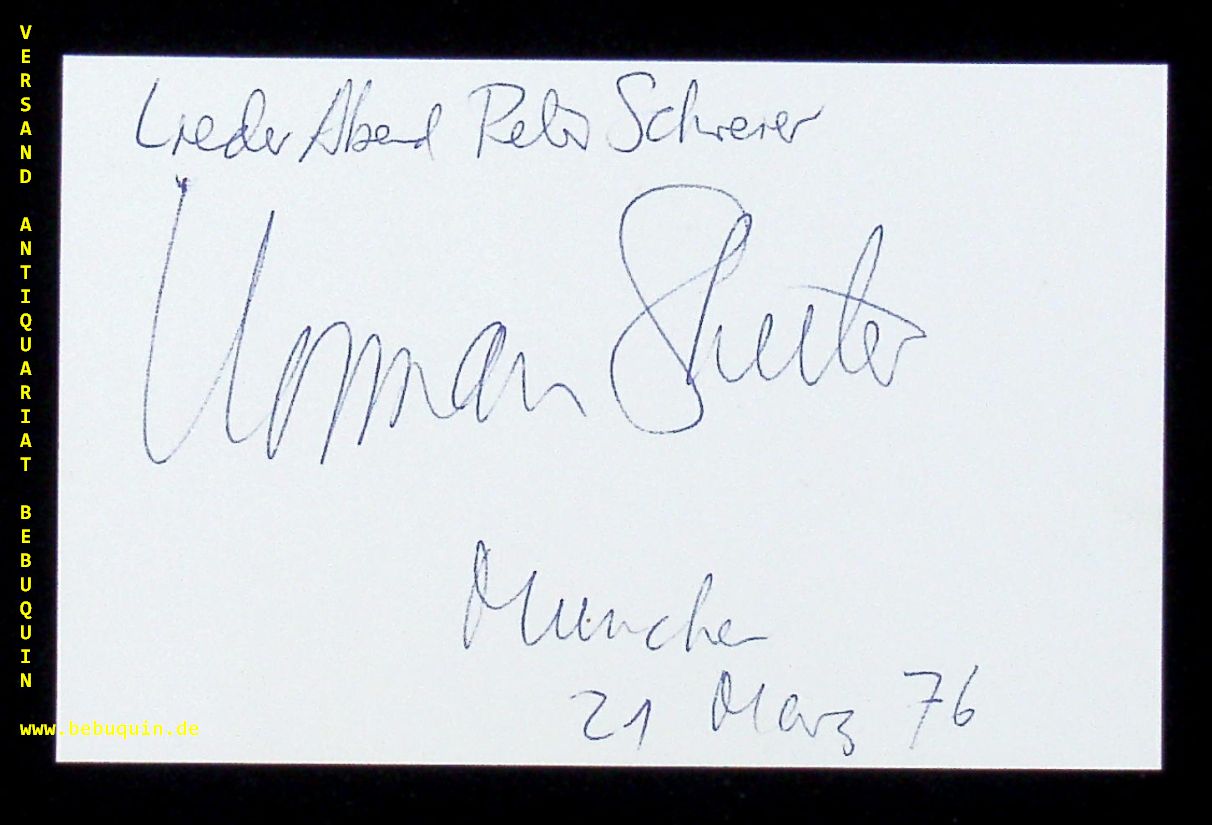 VERSAND ANTIQUARIAT BEBUQUIN
Lieder Abend Peter Schreier
Norman Shetler
München
21 März 76
www.bebuquin.de